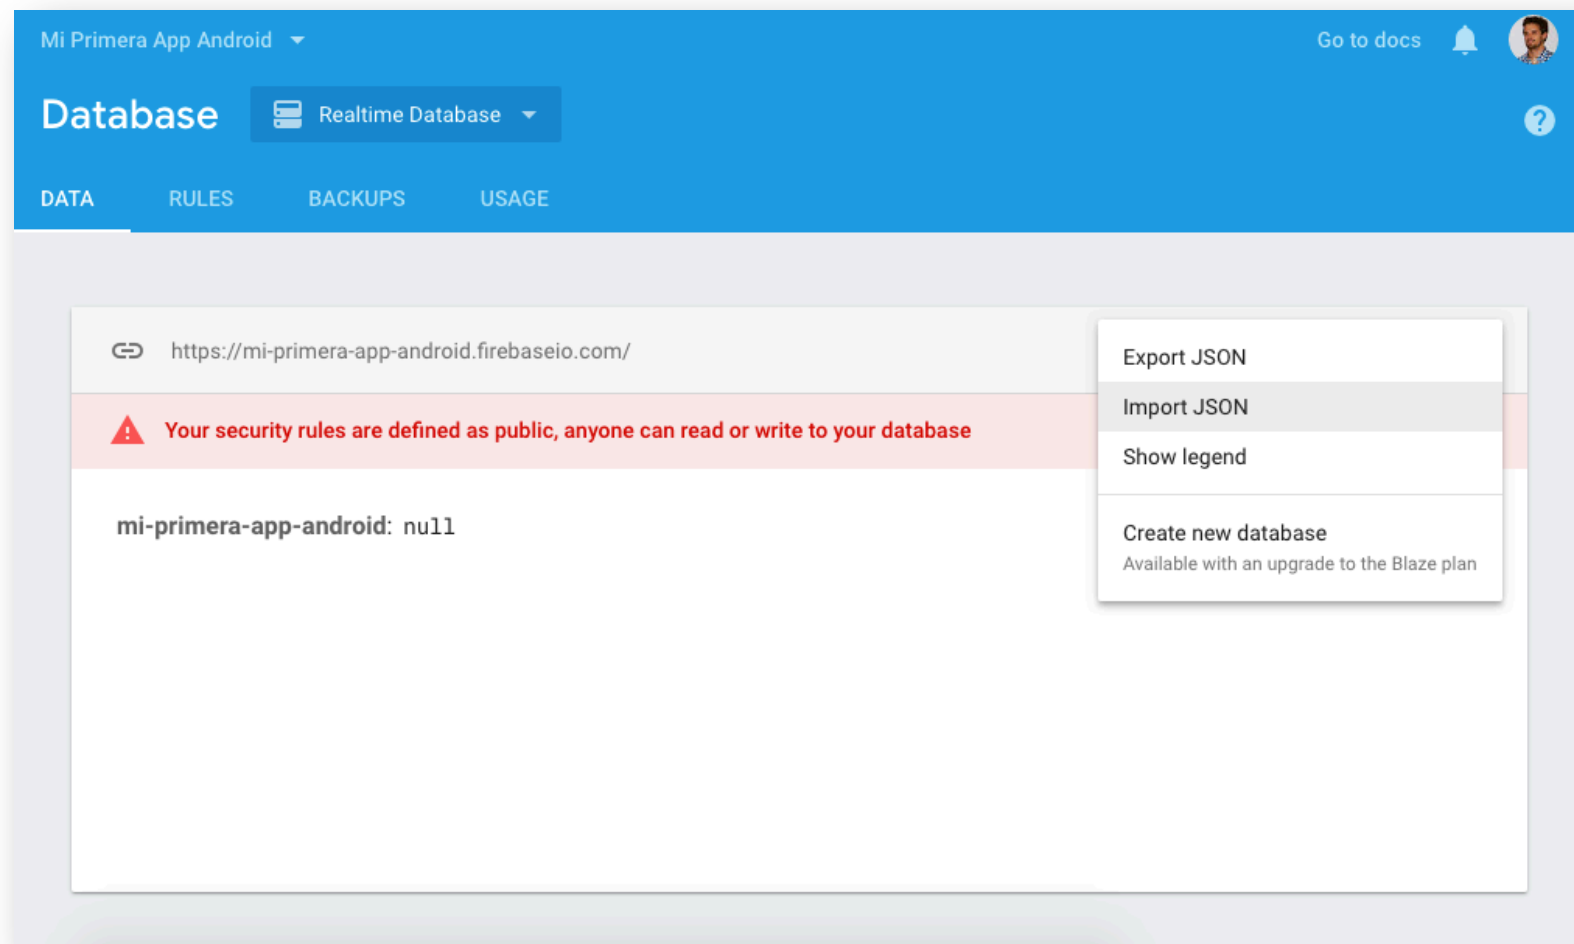 Mi Primera App Android
Go to docs
Database
Realtime Database
?
DATA RULES BACKUPS USAGE
https://mi-primera-app-android.firebaseio.com/
Your security rules are defined as public, anyone can read or write to your database
mi-primera-app-android: null
Export JSON
Import JSON
Show legend
Create new database
Available with an upgrade to the Blaze plan